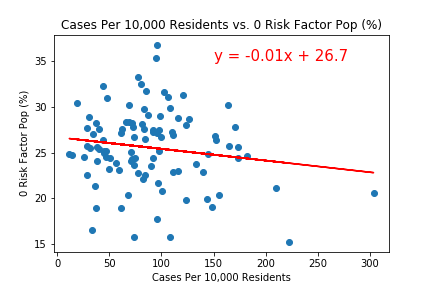 Cases Per 10,000 Residents vs. 0 Risk Factor Pop (%)
y = -0.01x + 26.7
35
30
25
20
15
0 Risk Factor Pop (%)
0 50 100 150 200 250 300
Cases Per 10,000 Residents